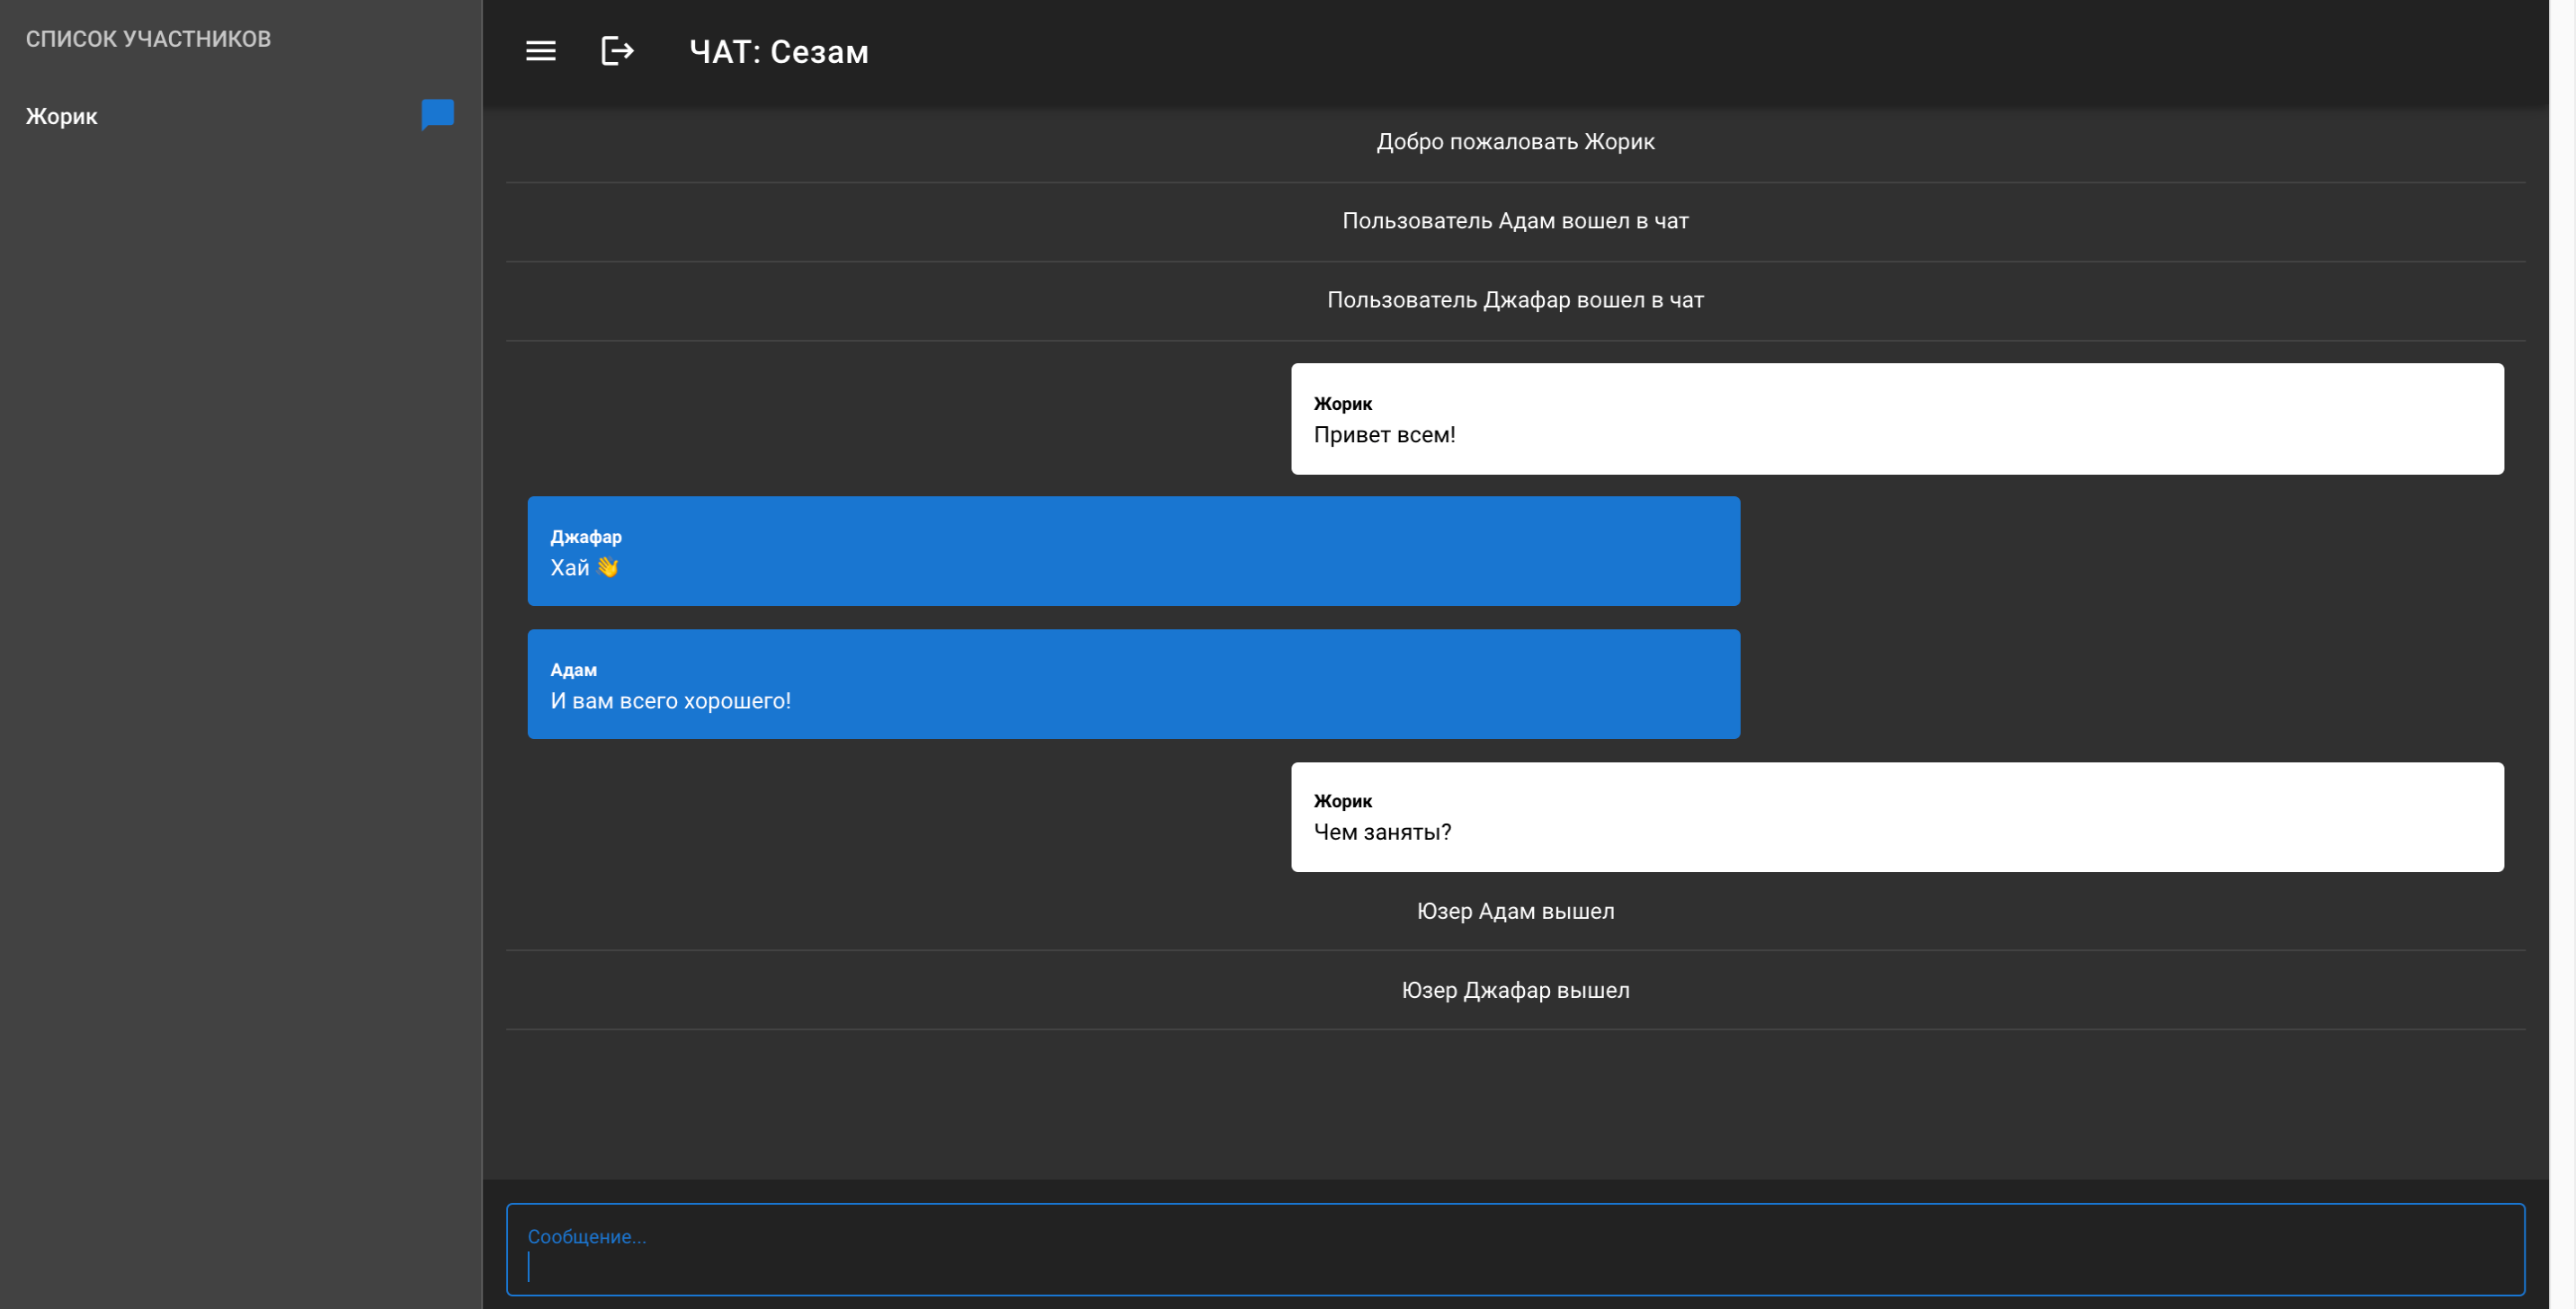 СПИСОК УЧАСТНИКОВ
Жорик
ЧАТ: Сезам
Добро пожаловать Жорик
Пользователь Адам вошел в чат
Пользователь Джафар вошел в чат
Жорик
Привет всем!
Джафар
Хай 👋
Адам
И вам всего хорошего!
Жорик
Чем заняты?
Юзер Адам вышел
Юзер Джафар вышел
Сообщение...